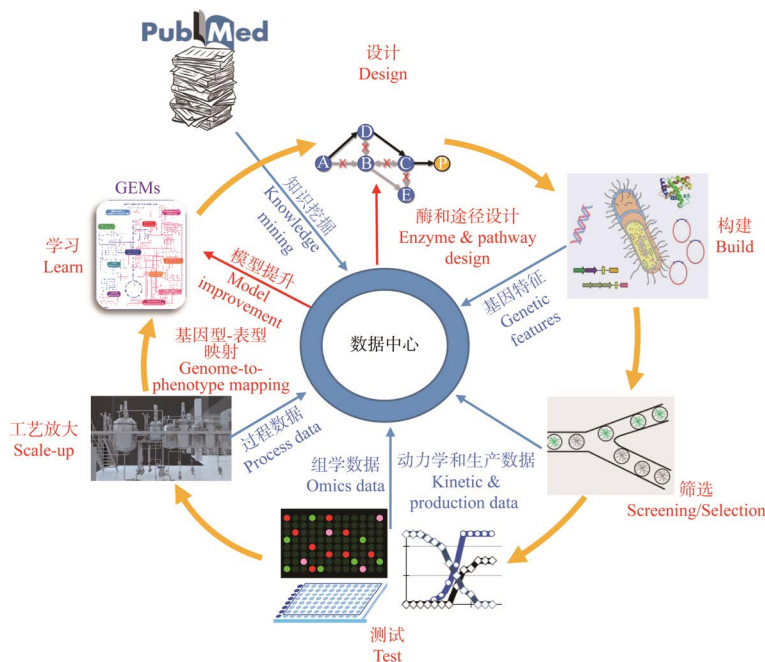 PubMed
设计
Design
D
A
B
C
P
E
酶和途径设计
Enzyme & pathway
design
知识挖掘
Knowledge
mining
GEMs
学习
Learn
模型提升
Model
improvement
构建
Build
基因特征
Genetic
features
数据中心
基因型-表型
映射
Genome-to-
phenotype mapping
工艺放大
Scale-up
过程数据
Process data
组学数据
Omics data
动力学和生产数据
Kinetic &
production data
筛选
Screening/Selection
测试
Test